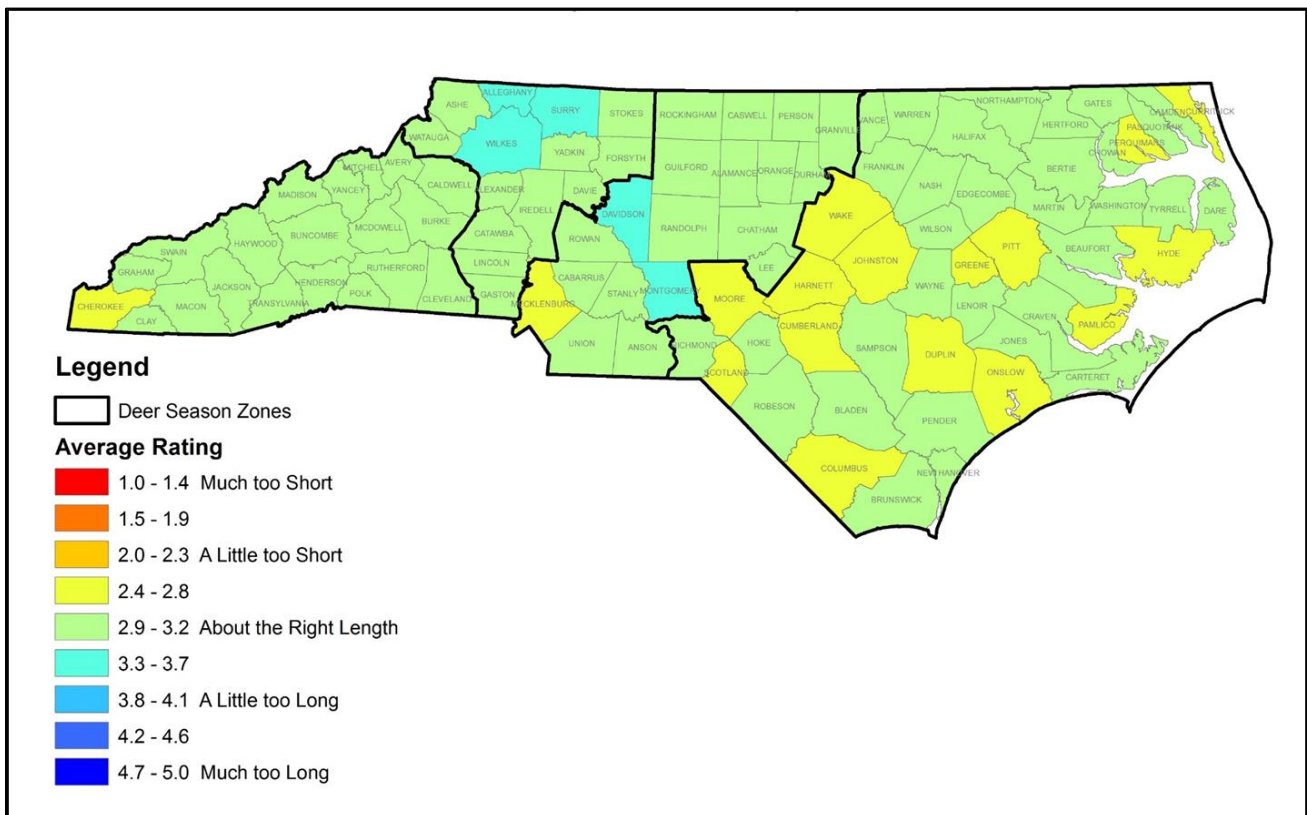 ALLEGHANY
ASHE
SURRY
STOKES
ROCKINGHAM
CASWELL
PERSON
GRANVILLE
VANCE
WARREN
NORTHAMPTON
GATES
CAMDEN
CURRITUCK
PASQUOTANK
PERQUIMANS
CHOWAN
HERTFORD
HALIFAX
BERTIE
WATAUGA
WILKES
YADKIN
FORSYTH
GUILFORD
ALAMANCE
ORANGE
DURHAM
FRANKLIN
NASH
EDGECOMBE
MARTIN
WASHINGTON
TYRRELL
DARE
MITCHELL
AVERY
MADISON
YANCEY
CALDWELL
ALEXANDER
DAVIE
IREDELL
DAVIDSON
RANDOLPH
CHATHAM
WAKE
WILSON
PITT
BEAUFORT
HYDE
BUNCOMBE
MCDOWELL
BURKE
CATAWBA
ROWAN
HAYWOOD
SWAIN
GRAHAM
RUTHERFORD
LINCOLN
CABARRUS
STANLY
MONTGOMERY
LEE
JOHNSTON
GREENE
WAYNE
LENOIR
CRAVEN
PAMLICO
CHEROKEE
CLAY
MACON
JACKSON
TRANSYLVANIA
HENDERSON
POLK
CLEVELAND
GASTON
MECKLENBURG
UNION
ANSON
RICHMOND
MOORE
HARNETT
HOKE
CUMBERLAND
SAMPSON
DUPLIN
JONES
ONSLOW
CARTERET
SCOTLAND
ROBESON
BLADEN
PENDER
COLUMBUS
NEW HANOVER
BRUNSWICK
Legend
Deer Season Zones
Average Rating
1.0 - 1.4 Much too Short
1.5 - 1.9
2.0 - 2.3 A Little too Short
2.4 - 2.8
2.9 - 3.2 About the Right Length
3.3 - 3.7
3.8 - 4.1 A Little too Long
4.2 - 4.6
4.7 - 5.0 Much too Long